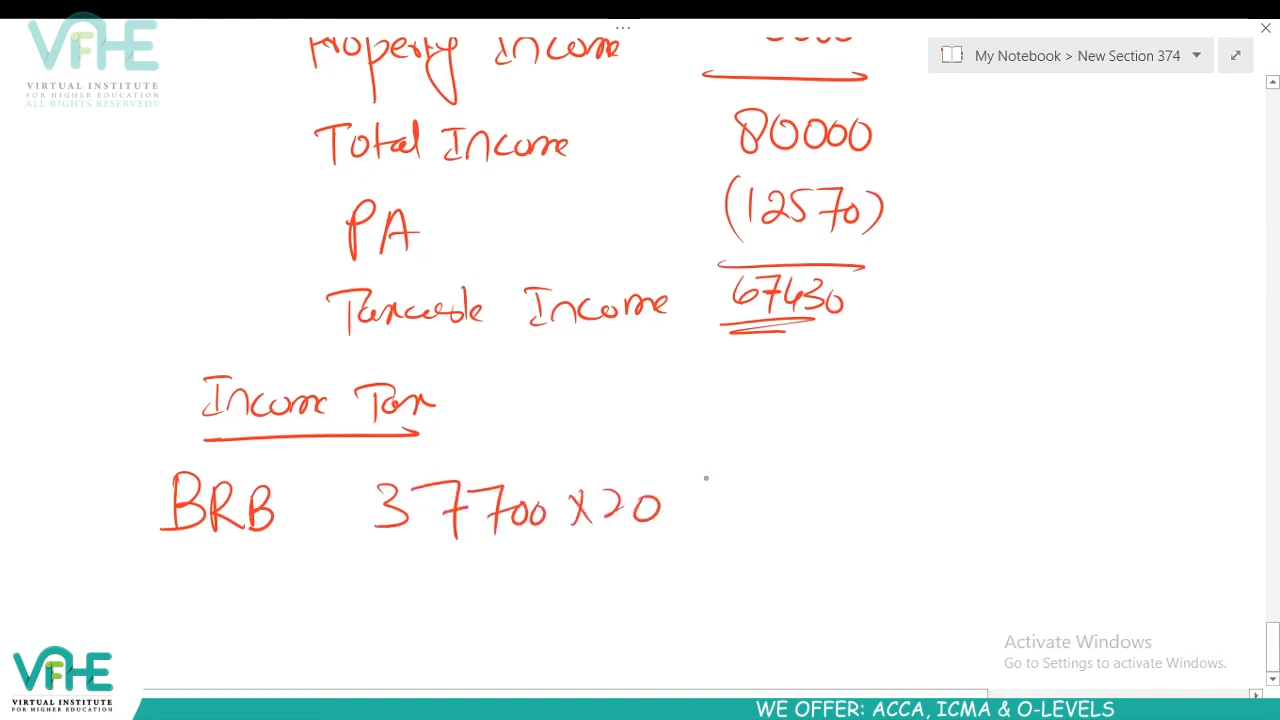 VFHE
VIRTUAL INSTITUTE
FOR HIGHER EDUCATION
ALL RIGHTS RESERVED©
My Notebook > New Section 374
Property Income
Total Income 80000
PA (12570)
Taxable Income 67430
Income Tax
BRB 37700 x 20
Activate Windows
Go to Settings to activate Windows.
VFHE
VIRTUAL INSTITUTE
FOR HIGHER EDUCATION
WE OFFER: ACCA, ICMA & O-LEVELS